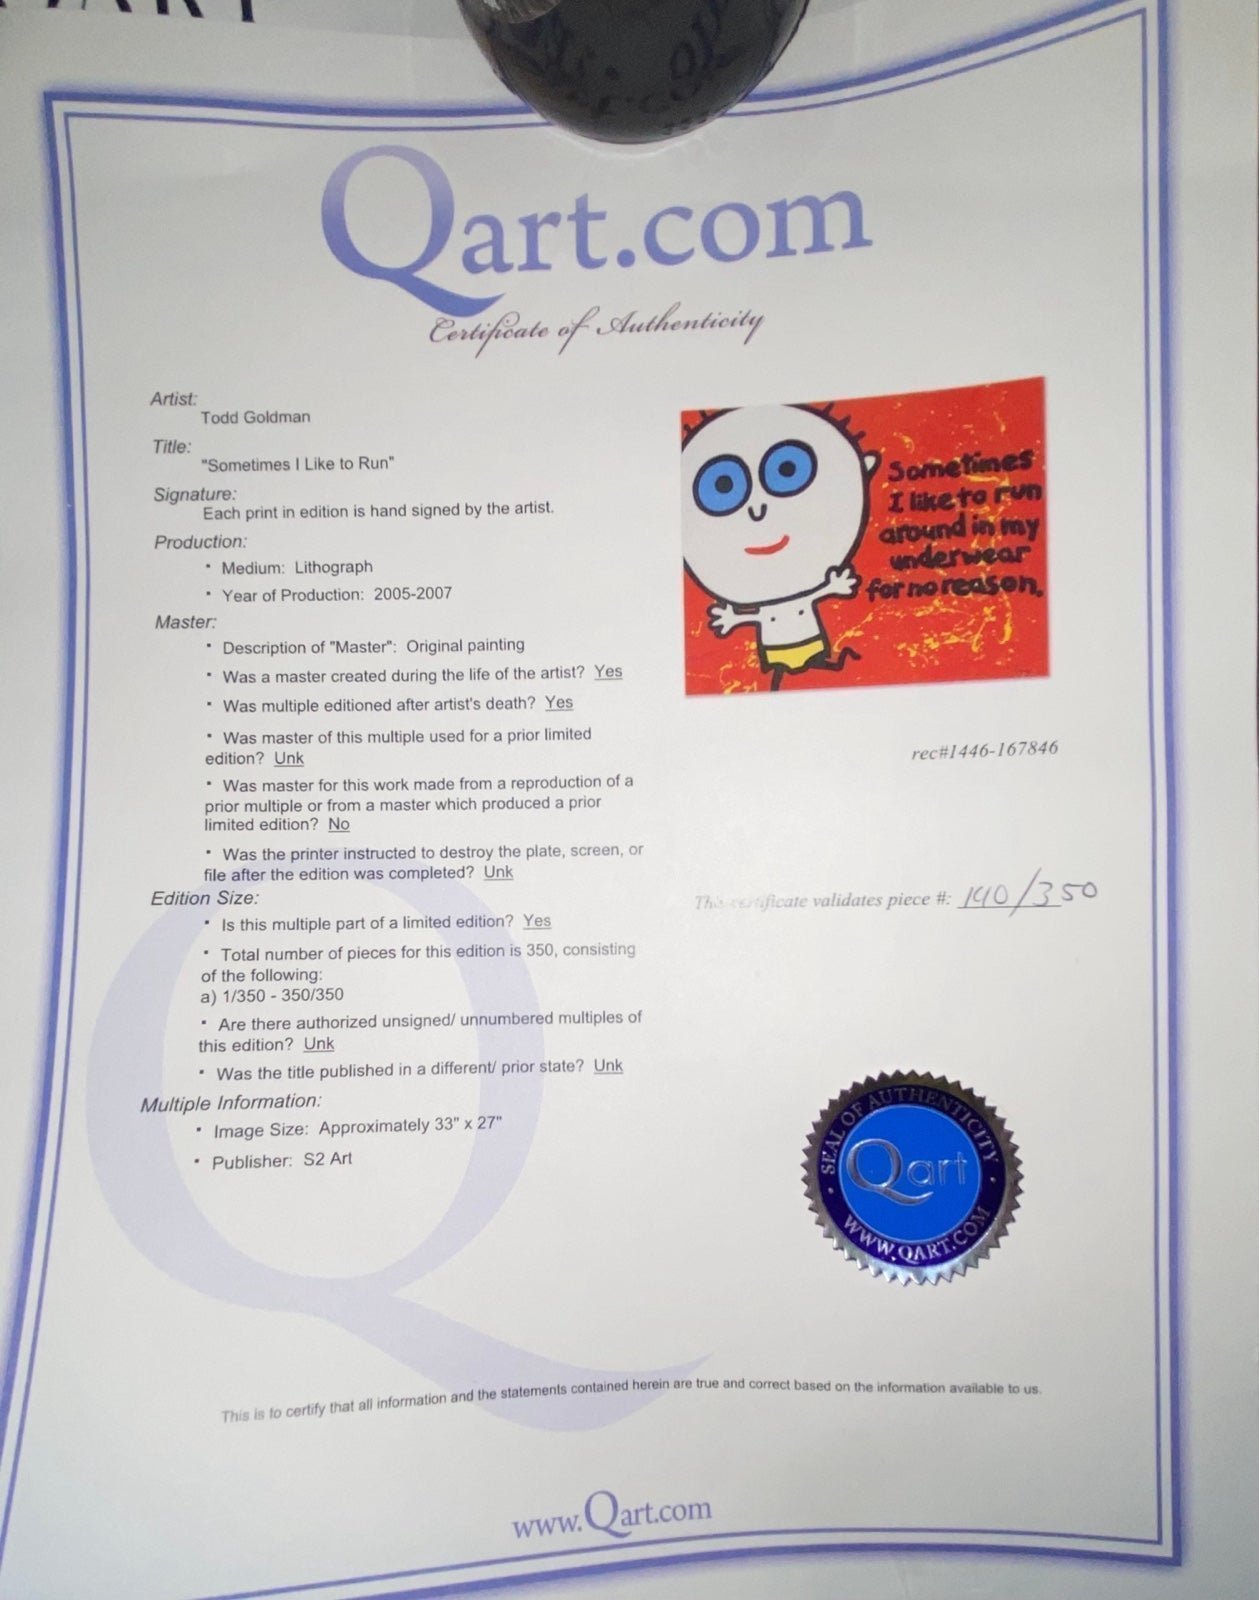 Qart.com
Certificate of Authenticity
Artist:
Todd Goldman
Title:
"Sometimes I Like to Run"
Signature:
Each print in edition is hand signed by the artist.
Production:
• Medium: Lithograph
• Year of Production: 2005-2007
Master:
• Description of "Master": Original painting
• Was a master created during the life of the artist? Yes
• Was multiple editioned after artist's death? Yes
• Was master of this multiple used for a prior limited
edition? Unk
• Was master for this work made from a reproduction of a
prior multiple or from a master which produced a prior
limited edition? No
• Was the printer instructed to destroy the plate, screen, or
file after the edition was completed? Unk
Edition Size:
• Is this multiple part of a limited edition? Yes
• Total number of pieces for this edition is 350, consisting
of the following:
a) 1/350 - 350/350
• Are there authorized unsigned/ unnumbered multiples of
this edition? Unk
• Was the title published in a different/ prior state? Unk
Multiple Information:
• Image Size: Approximately 33" x 27"
• Publisher: S2 Art
Sometimes
I like to run
around in my
underwear
for no reason.
rec#1446-167846
This certificate validates piece #: 140/350
SEAL OF AUTHENTICITY
Qart
WWW.QART.COM
This is to certify that all information and the statements contained herein are true and correct based on the information available to us.
www.Qart.com